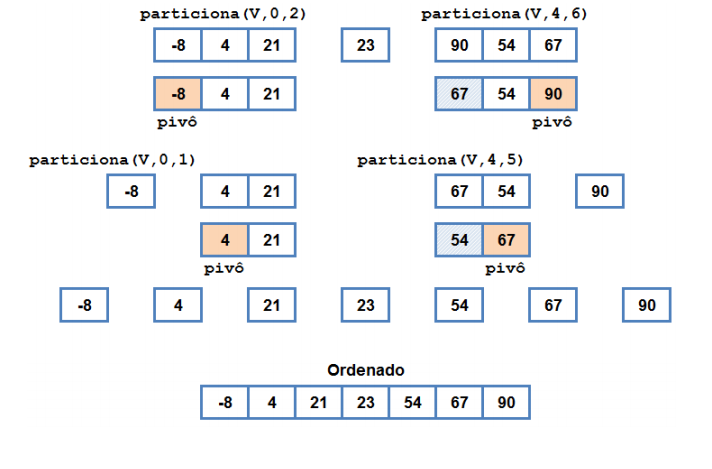 particiona(V,0,2) particiona(V,4,6)
-8 4 21 23 90 54 67
-8 4 21 67 54 90
pivô pivô
particiona(V,0,1) particiona(V,4,5)
-8 4 21 67 54 90
4 21 54 67
pivô pivô
-8 4 21 23 54 67 90
Ordenado
-8 4 21 23 54 67 90